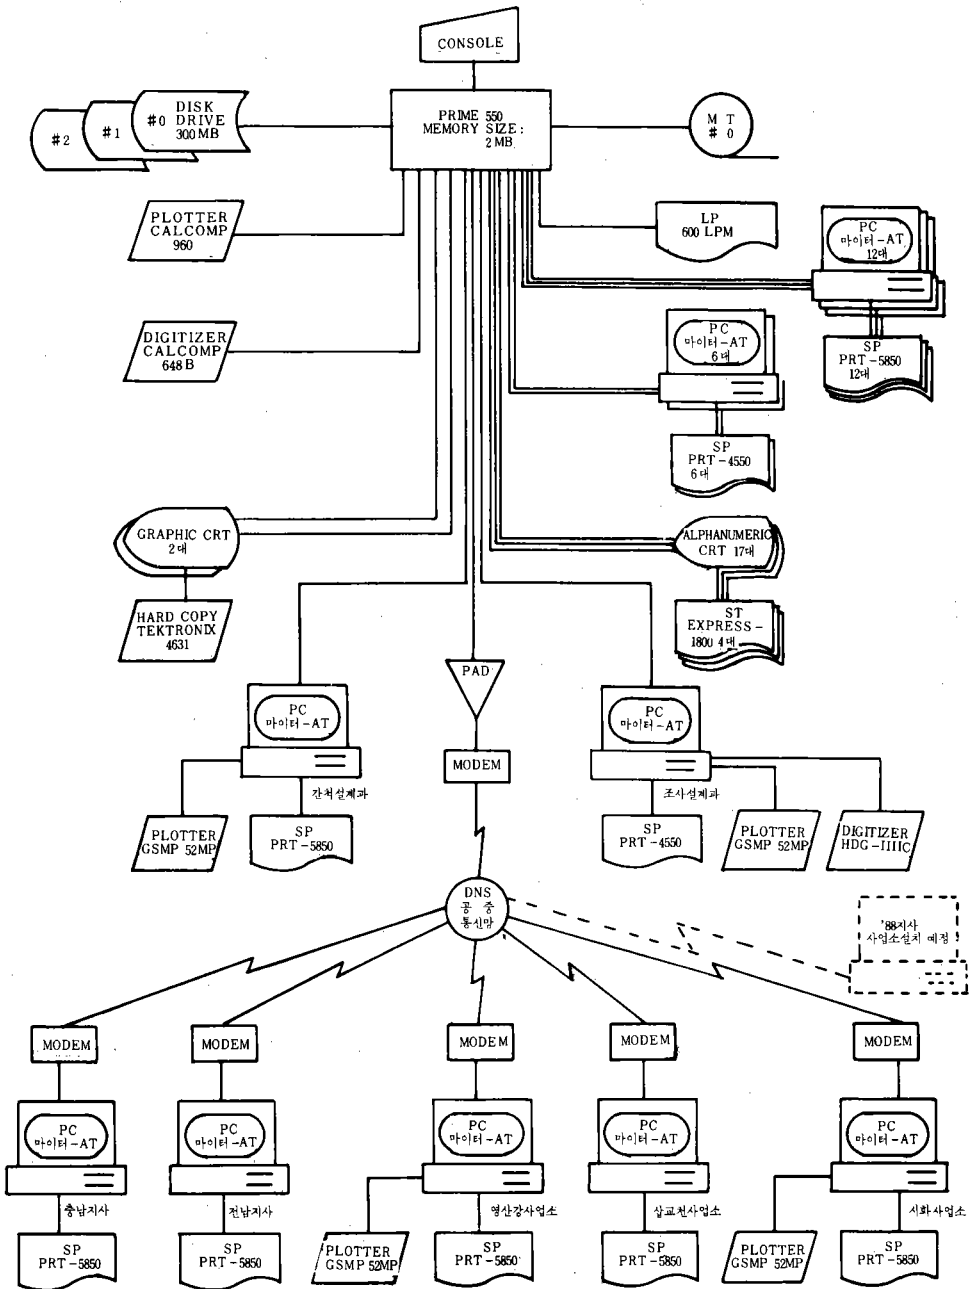 CONSOLE
PRIME 550
MEMORY SIZE :
2 MB
DISK
DRIVE
300MB
#0
#1
#2
M T
# 0
PLOTTER
CALCOMP
960
LP
600 LPM
PC
마이터-AT
12대
SP
PRT-5850
12대
DIGITIZER
CALCOMP
648 B
PC
마이터-AT
6대
SP
PRT-4550
6대
GRAPHIC CRT
2대
HARD COPY
TEKTRONIX
4631
ALPHANUMERIC
CRT 17대
ST
EXPRESS-
1800 4대
PAD
MODEM
PC
마이터-AT
간척설계과
PLOTTER
GSMP 52MP
SP
PRT-5850
PC
마이터-AT
조사설계과
SP
PRT-4550
PLOTTER
GSMP 52MP
DIGITIZER
HDG-IIIIC
DNS
공 중
통신망
'88지사
사업소설치 예정
MODEM
PC
마이터-AT
충남지사
SP
PRT-5850
MODEM
PC
마이터-AT
전남지사
SP
PRT-5850
MODEM
PC
마이터-AT
영산강사업소
PLOTTER
GSMP 52MP
SP
PRT-5850
MODEM
PC
마이터-AT
삽교천사업소
SP
PRT-5850
MODEM
PC
마이터-AT
시화사업소
PLOTTER
GSMP 52MP
SP
PRT-5850